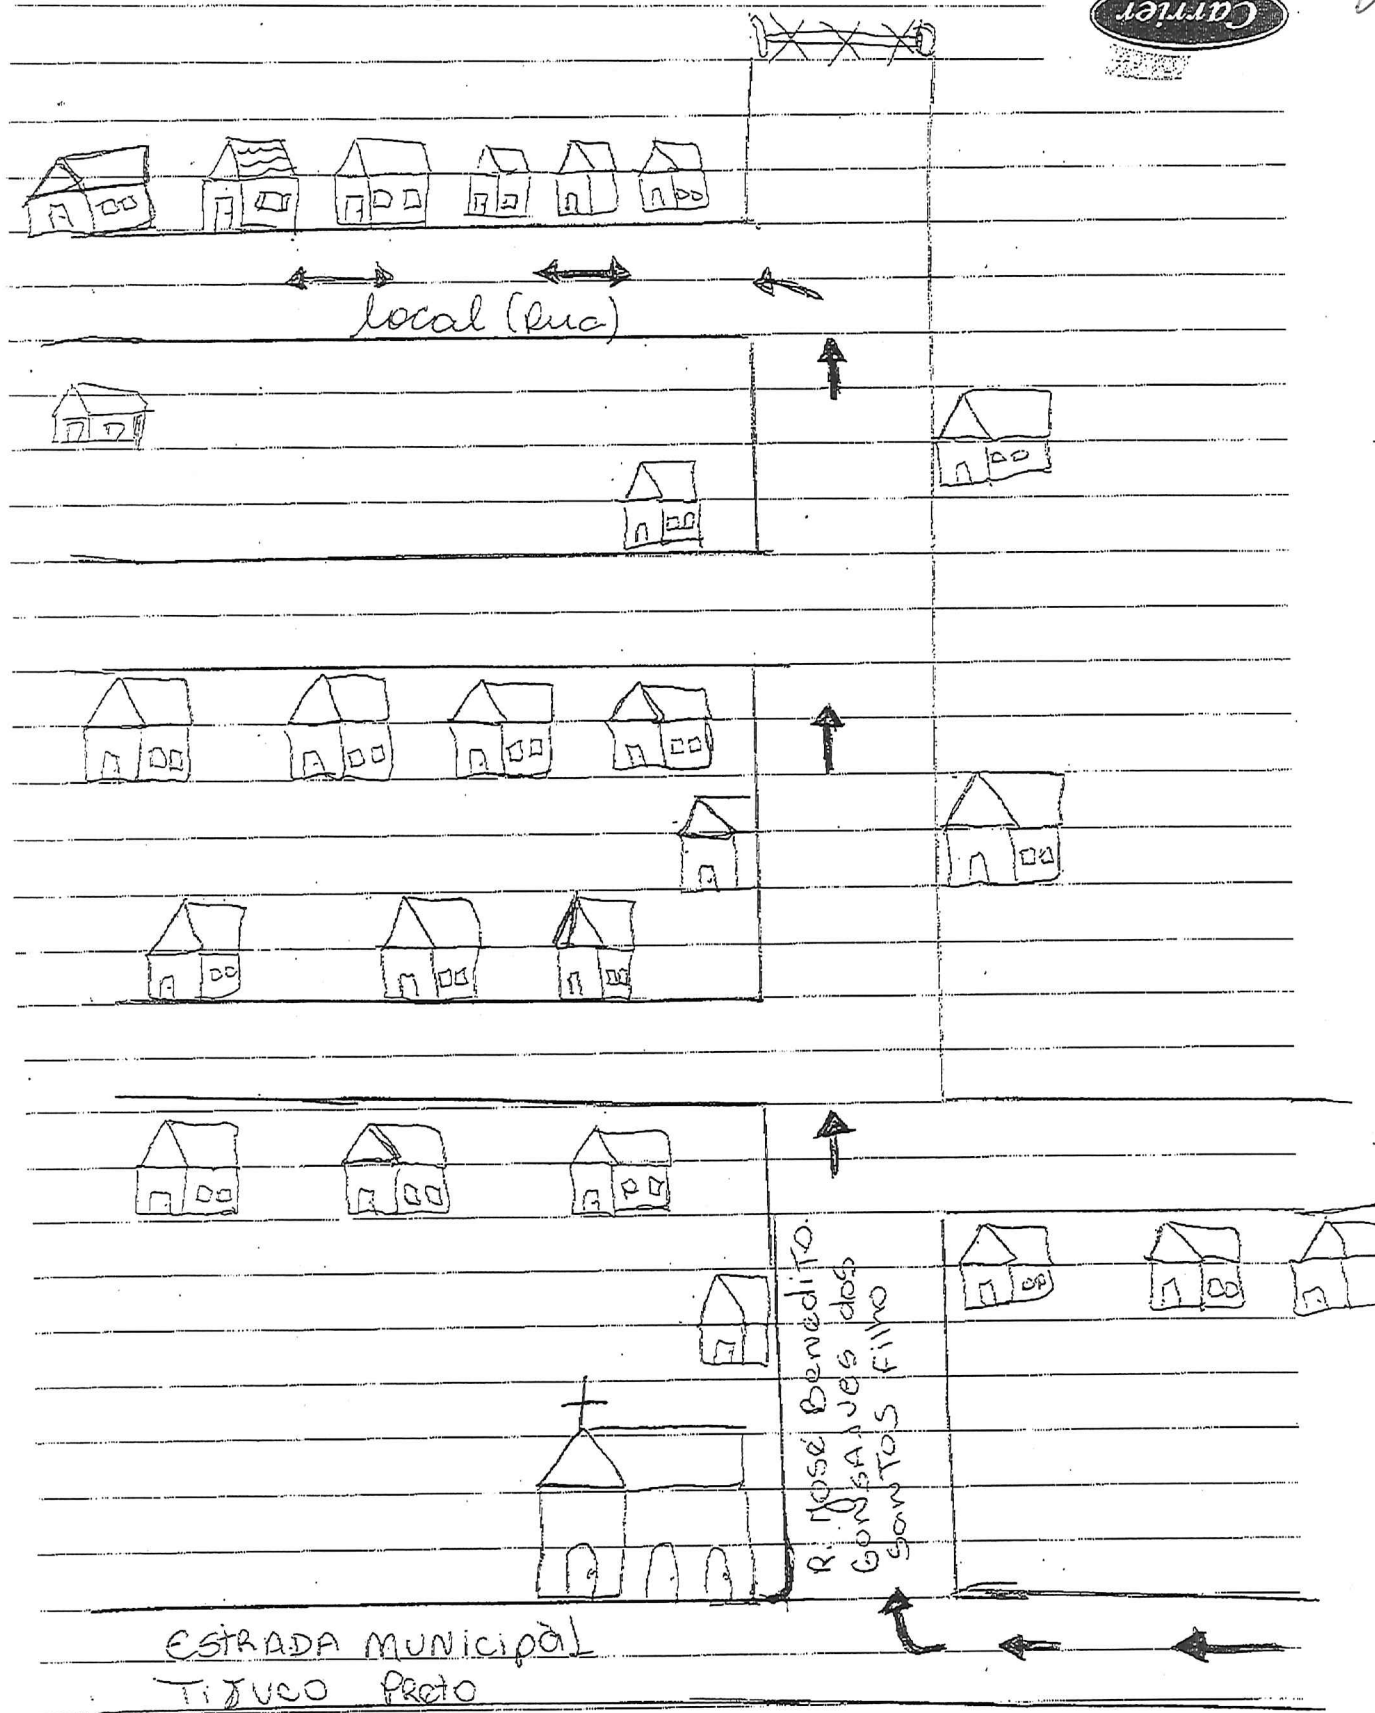 Carrier
local (Rua)
R. José Benedito
Gonsalves dos
Santos Filho
ESTRADA MUNICIPAL
TIJUCO PRETO